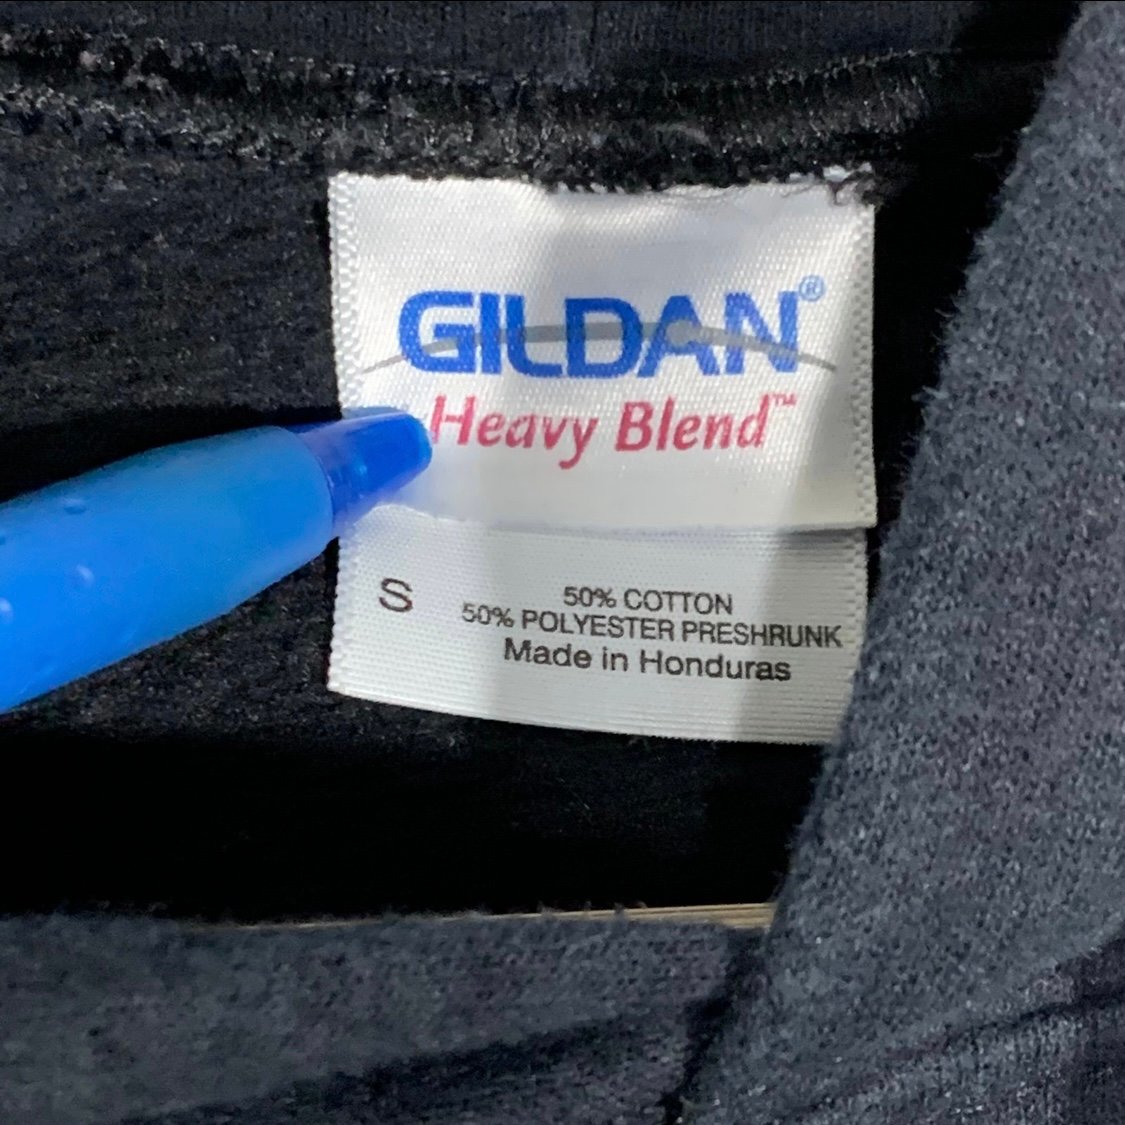 GILDAN®
Heavy Blend™
S
50% COTTON
50% POLYESTER PRESHRUNK
Made in Honduras